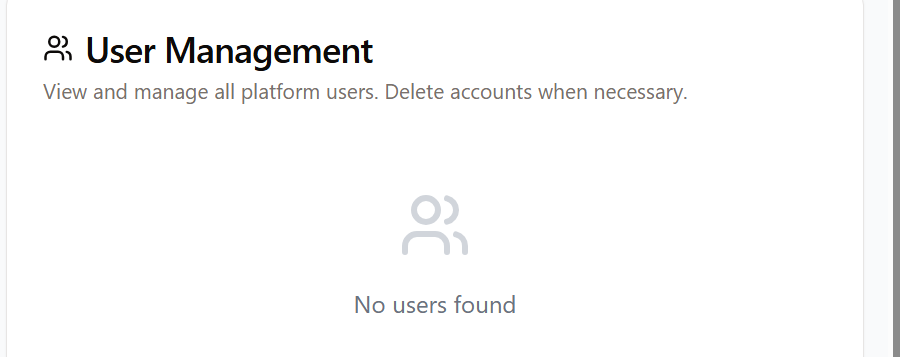 User Management
View and manage all platform users. Delete accounts when necessary.
No users found